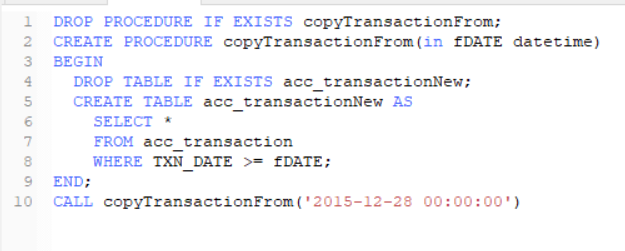 1 DROP PROCEDURE IF EXISTS copyTransactionFrom;
2 CREATE PROCEDURE copyTransactionFrom(in fDATE datetime)
3 BEGIN
4   DROP TABLE IF EXISTS acc_transactionNew;
5   CREATE TABLE acc_transactionNew AS
6     SELECT *
7     FROM acc_transaction
8     WHERE TXN_DATE >= fDATE;
9 END;
10 CALL copyTransactionFrom('2015-12-28 00:00:00')